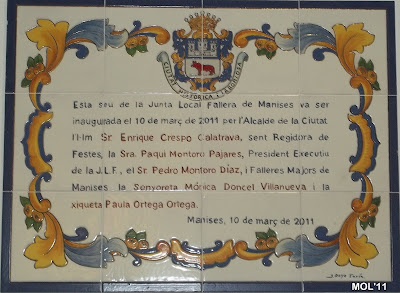 CIUTAT HISTÒRICA I LABORIOSA
Esta seu de la Junta Local Fallera de Manises va ser
inaugurada el 10 de març de 2011 per l'Alcalde de la Ciutat
l'Il·lm Sr Enrique Crespo Calatrava, sent Regidora de
Festes, la Sra. Paqui Montoro Pajares, President Executiu
de la J.L.F., el Sr. Pedro Montoro Díaz, i Falleres Majors de
Manises la Senyoreta Mónica Doncel Villanueva i la
xiqueta Paula Ortega Ortega.
Manises, 10 de març de 2011
MOL'11